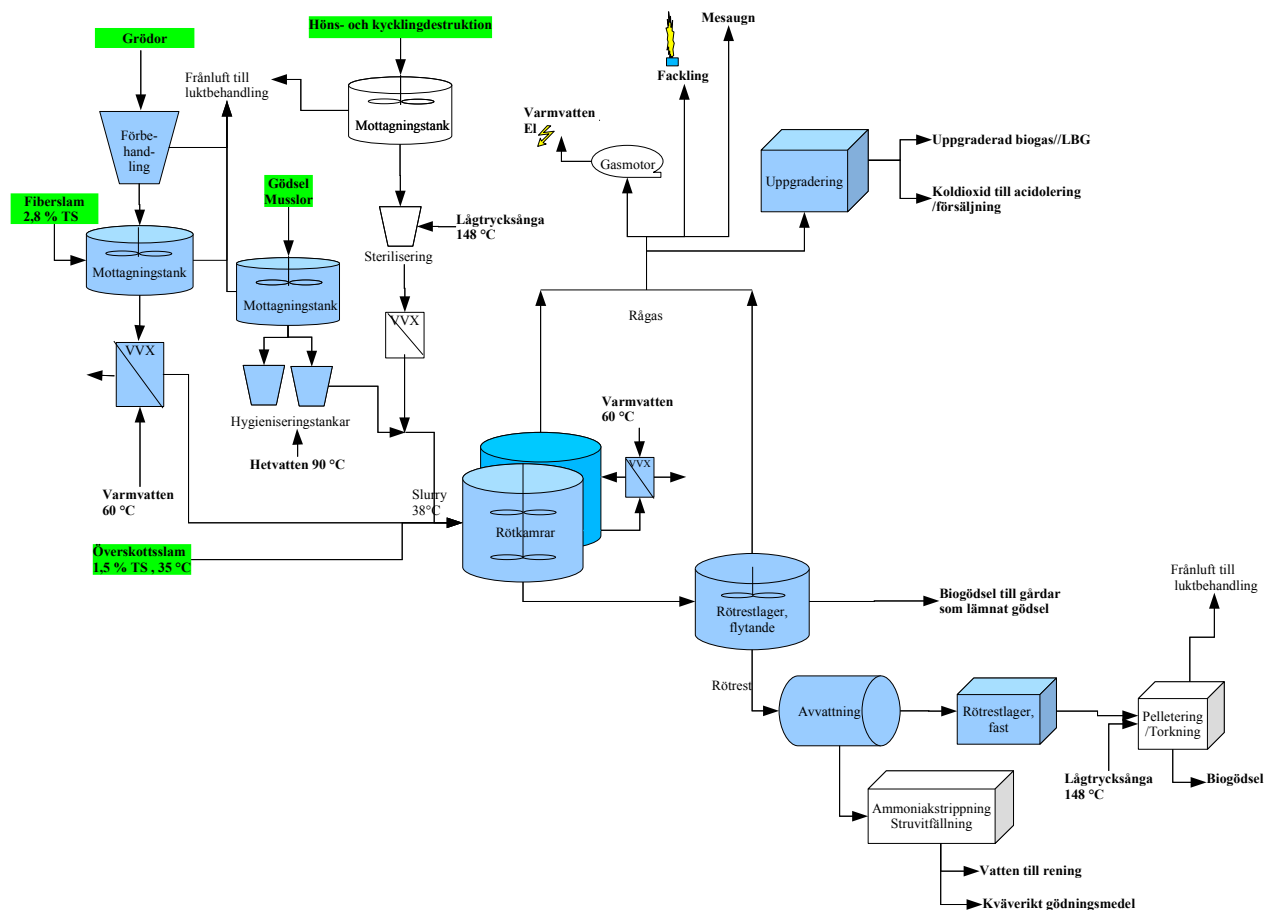 Höns- och kycklingdestruktion
Mesaugn
Grödor
Frånluft till
luktbehandling
Fackling
Mottagningstank
Varmvatten
El
Förbe-
hand-
ling
Gasmotor
Uppgradering
Uppgraderad biogas//LBG
Koldioxid till acidolering
/försäljning
Gödsel
Musslor
Fiberslam
2,8 % TS
Lågtrycksånga
148 °C
Sterilisering
Mottagningstank
Mottagningstank
VVX
Rågas
VVX
Hygieniseringstankar
Varmvatten
60 °C
Hetvatten 90 °C
VVX
Varmvatten
60 °C
Slurry
38°C
Rötkamrar
Överskottsslam
1,5 % TS , 35 °C
Frånluft till
luktbehandling
Rötrestlager,
flytande
Biogödsel till gårdar
som lämnat gödsel
Rötrest
Avvattning
Rötrestlager,
fast
Pelletering
/Torkning
Lågtrycksånga
148 °C
Biogödsel
Ammoniakstrippning
Struvitfällning
Vatten till rening
Kväverikt gödningsmedel